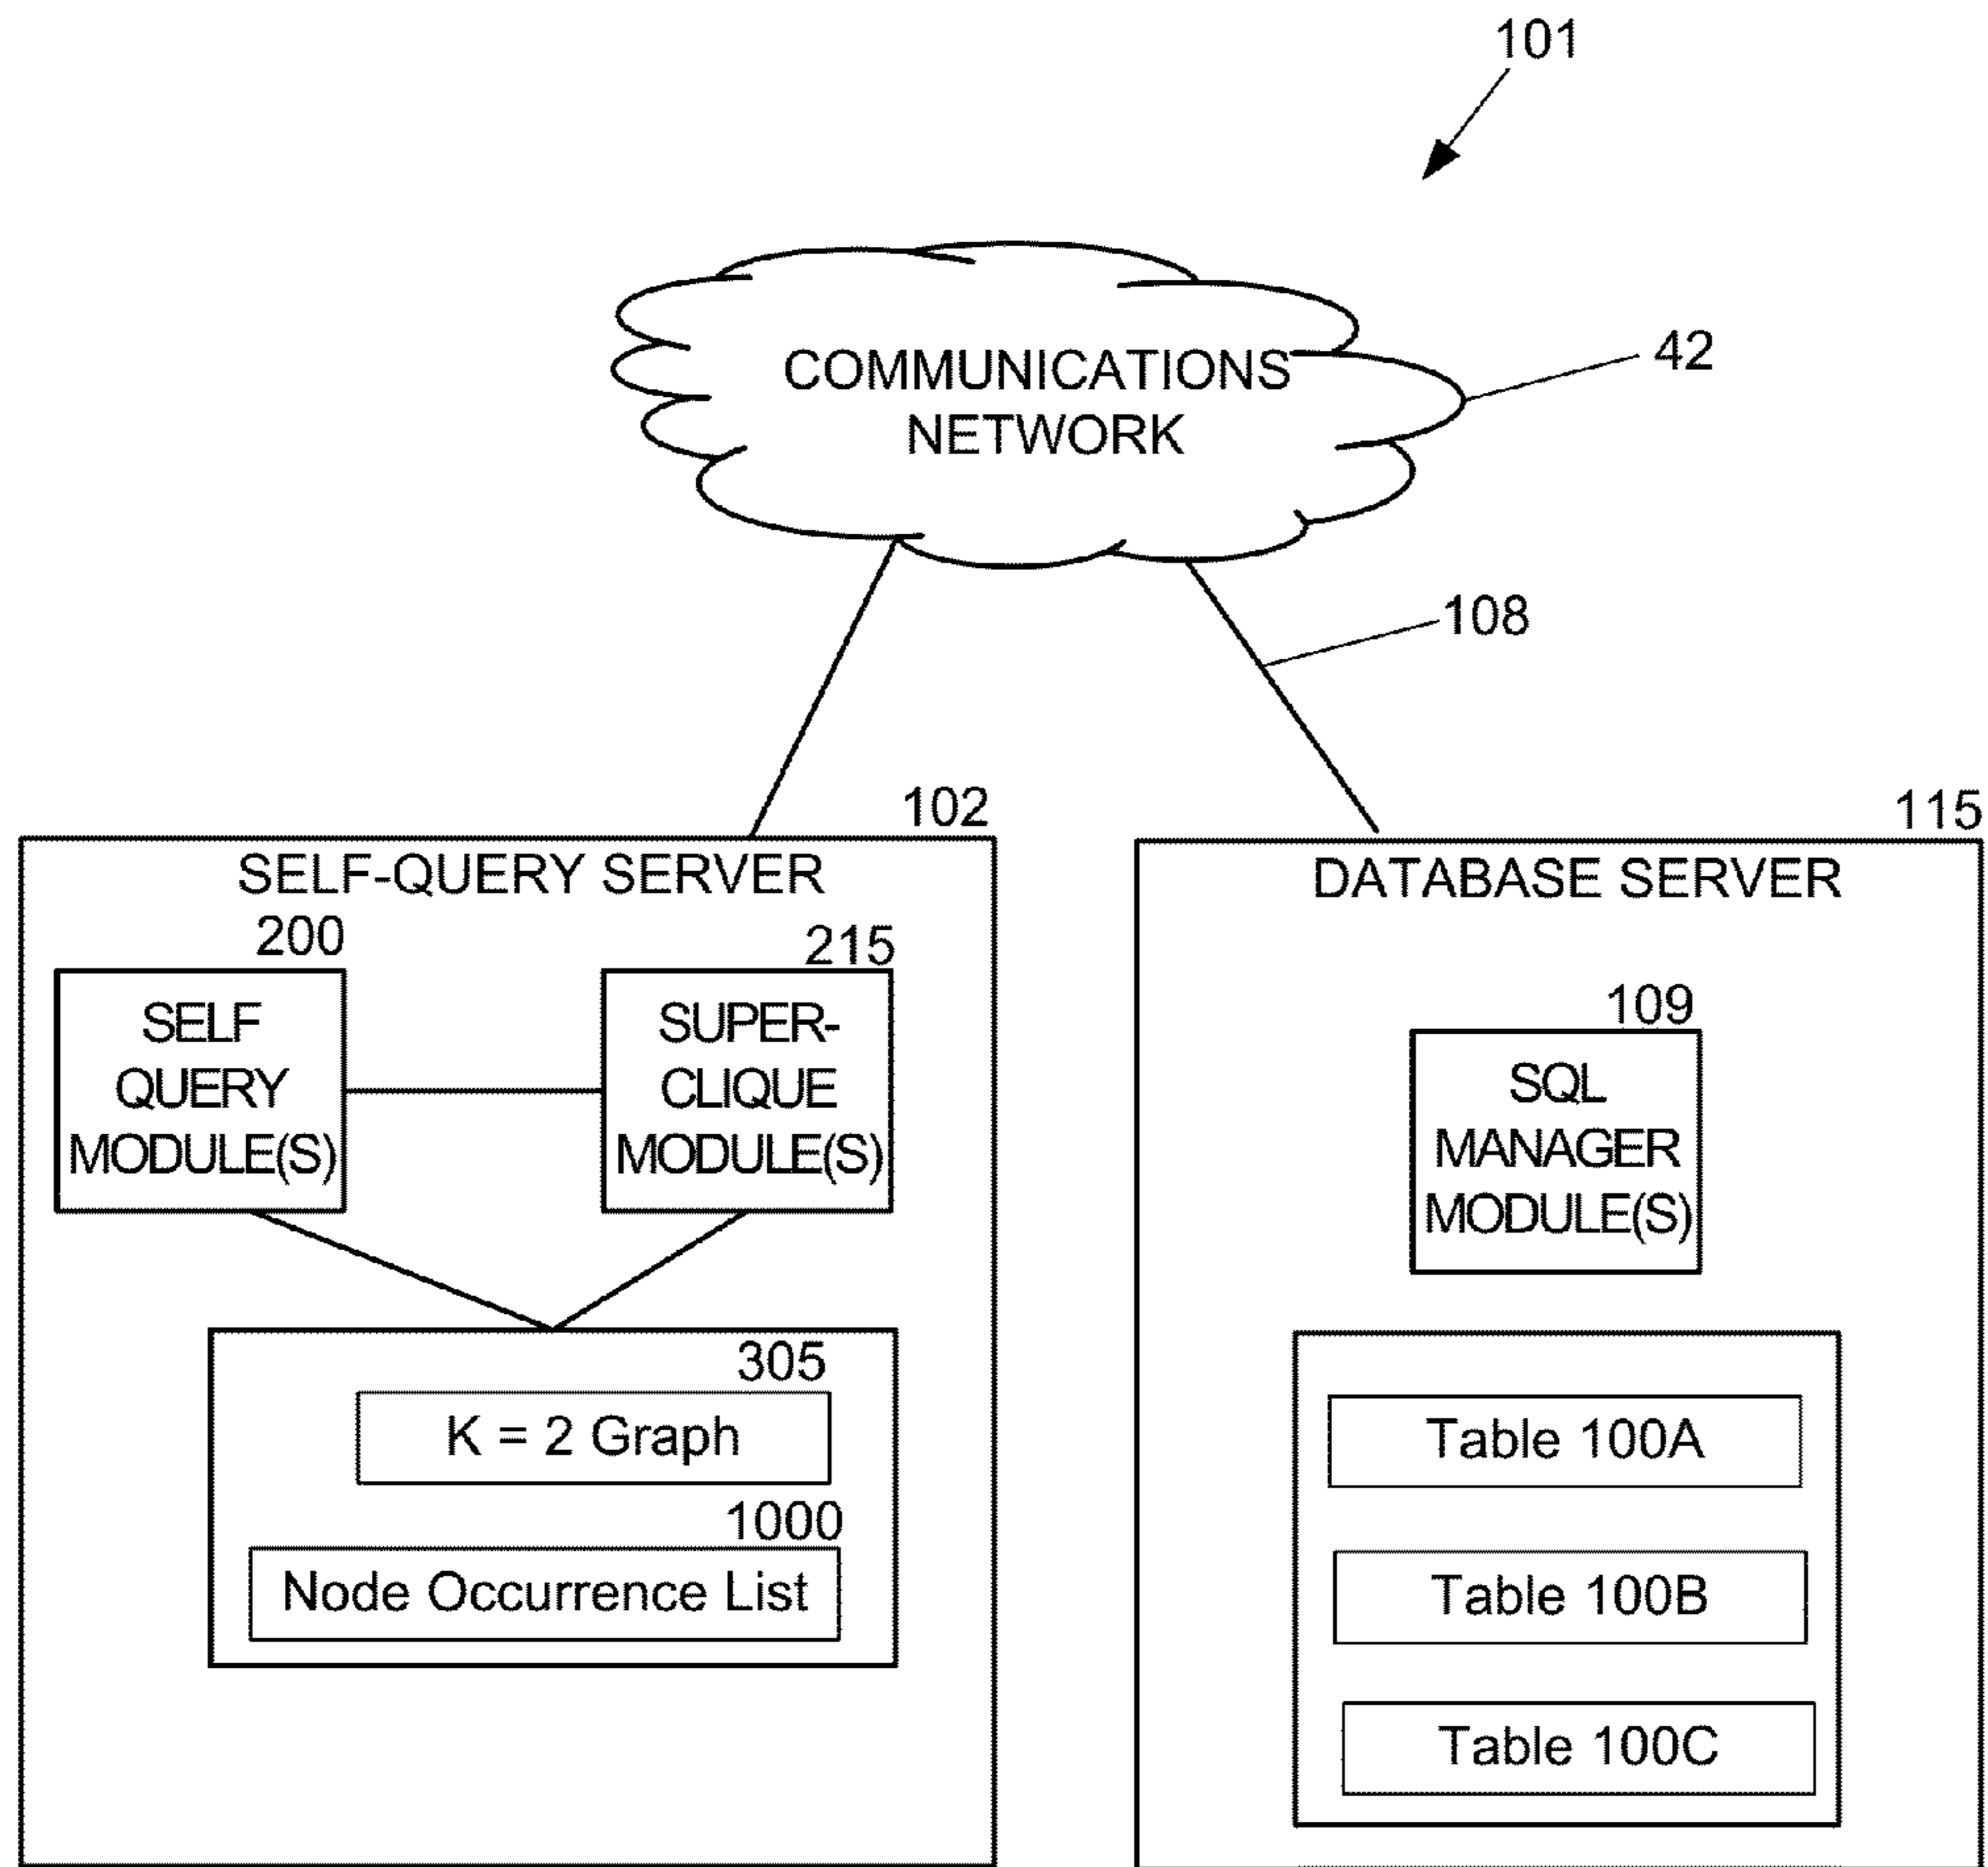 101
COMMUNICATIONS
NETWORK
42
108
102
115
SELF-QUERY SERVER
DATABASE SERVER
200
215
SELF
QUERY
MODULE(S)
SUPER-
CLIQUE
MODULE(S)
109
SQL
MANAGER
MODULE(S)
305
K = 2 Graph
1000
Node Occurrence List
Table 100A
Table 100B
Table 100C